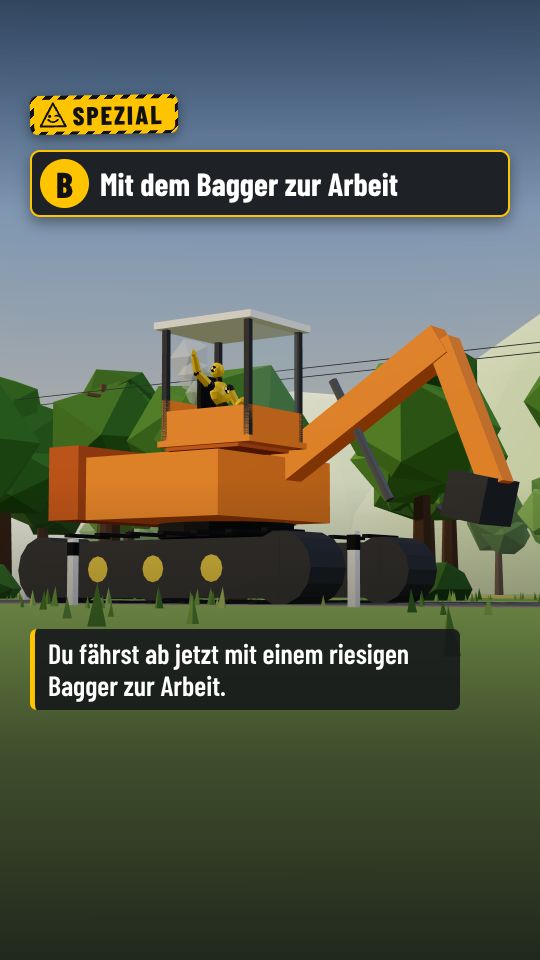 SPEZIAL
B Mit dem Bagger zur Arbeit
Du fährst ab jetzt mit einem riesigen
Bagger zur Arbeit.